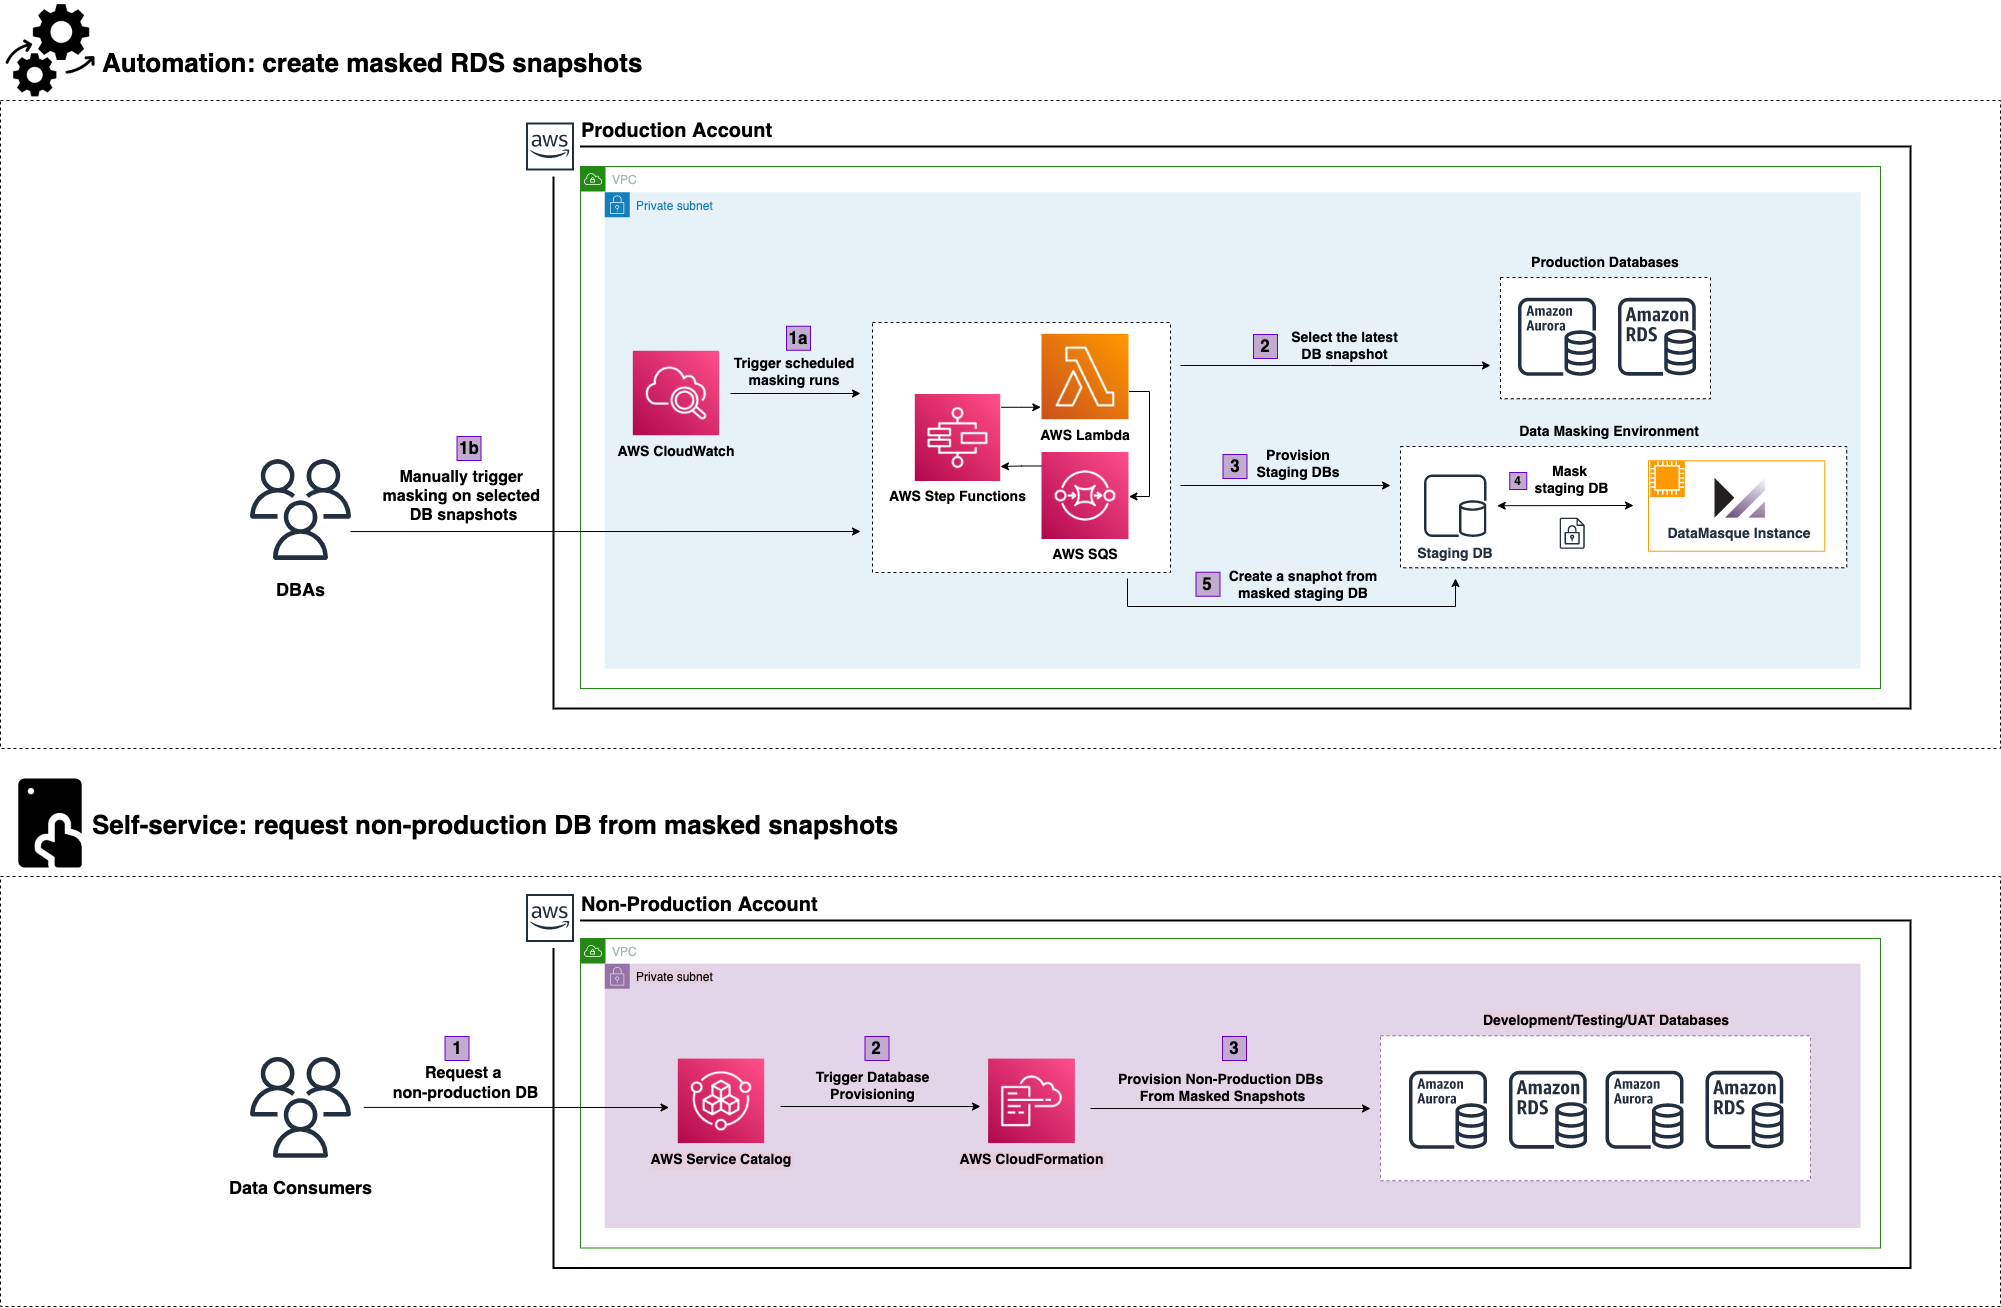 Automation: create masked RDS snapshots
aws
Production Account
VPC
Private subnet
Production Databases
Amazon
Aurora
Amazon
RDS
1a
Trigger scheduled
masking runs
AWS CloudWatch
1b
Manually trigger
masking on selected
DB snapshots
DBAs
AWS Lambda
AWS Step Functions
AWS SQS
2
Select the latest
DB snapshot
3
Provision
Staging DBs
Data Masking Environment
4
Mask
staging DB
Staging DB
DataMasque Instance
5
Create a snaphot from
masked staging DB
Self-service: request non-production DB from masked snapshots
aws
Non-Production Account
VPC
Private subnet
1
Request a
non-production DB
Data Consumers
AWS Service Catalog
2
Trigger Database
Provisioning
AWS CloudFormation
3
Provision Non-Production DBs
From Masked Snapshots
Development/Testing/UAT Databases
Amazon
Aurora
Amazon
RDS
Amazon
Aurora
Amazon
RDS